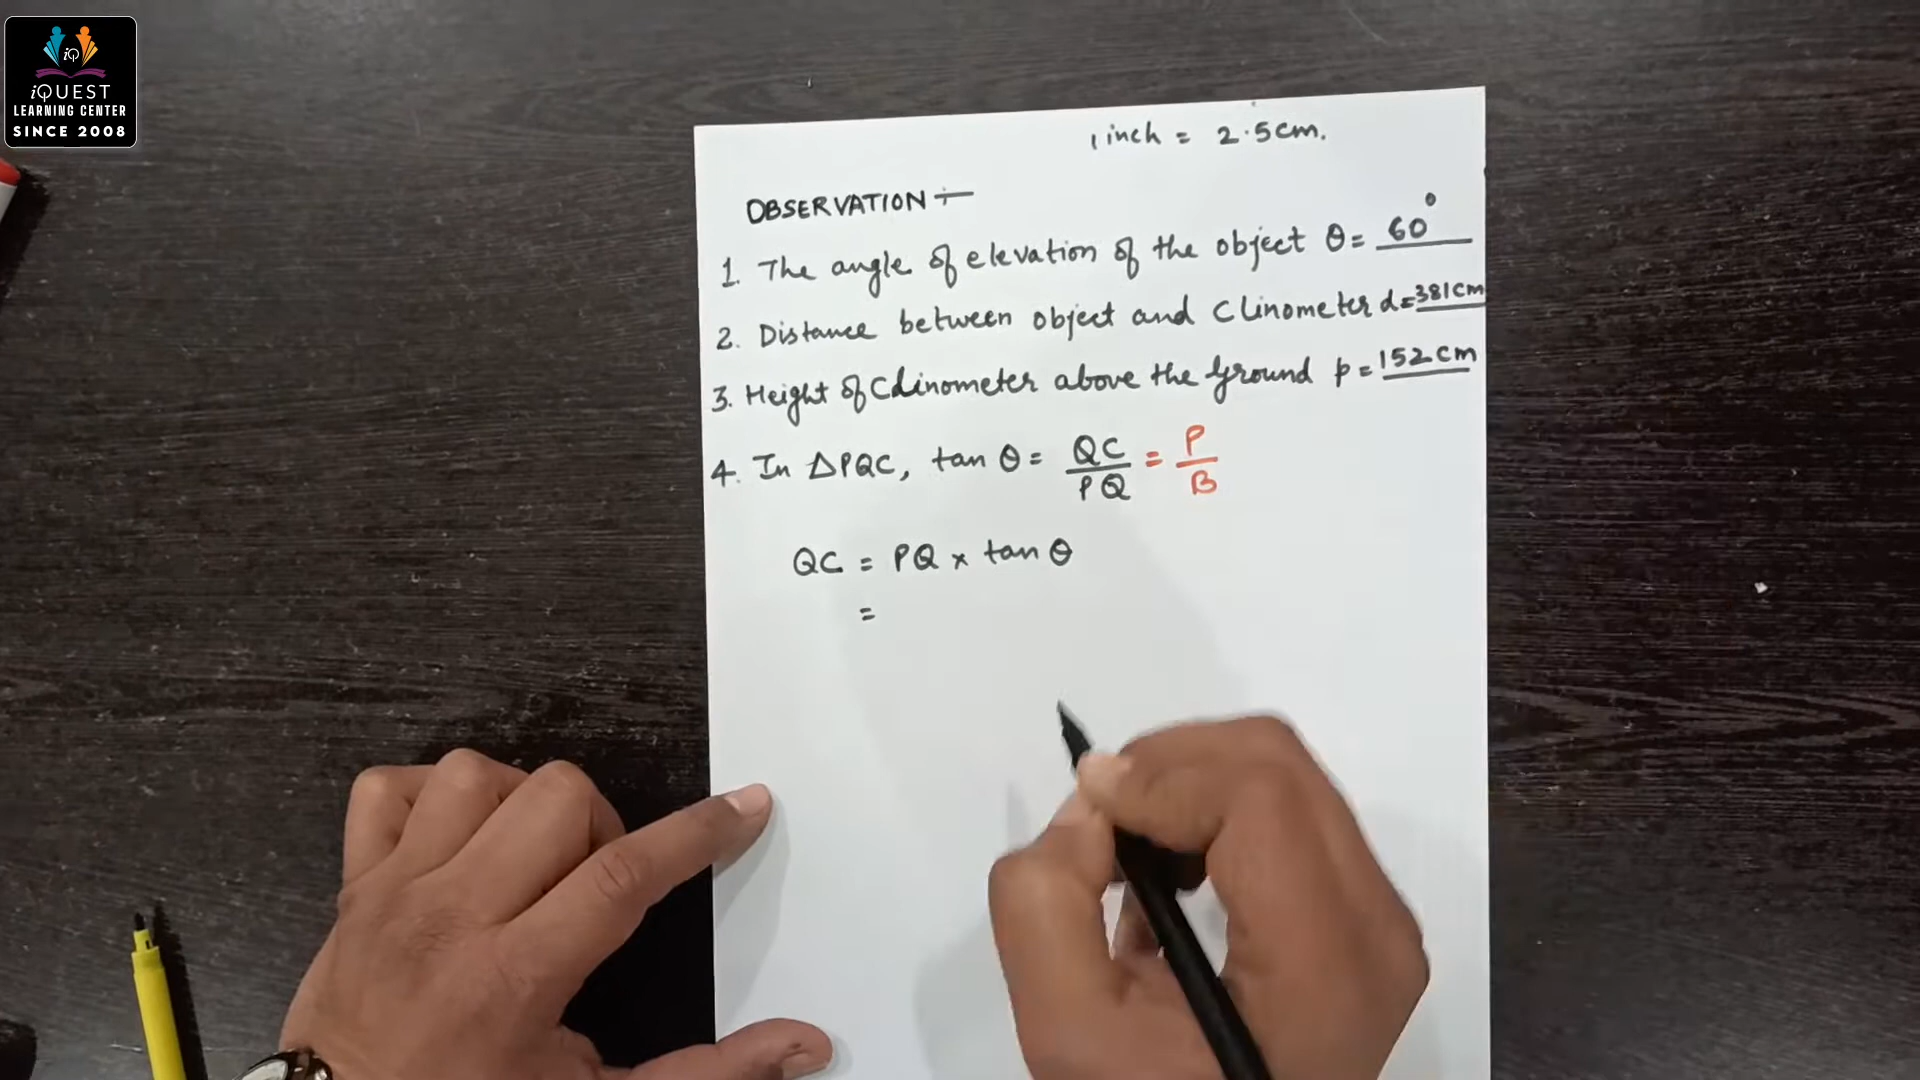 iQ
iQUEST
LEARNING CENTER
SINCE 2008
1 inch = 2.5cm.
OBSERVATION :-
1. The angle of elevation of the object θ = 60°
2. Distance between object and Clinometer d = 381cm
3. Height of Clinometer above the Ground p = 152cm
4. In △PQC, tan θ = QC/PQ = P/B
QC = PQ × tan θ
=